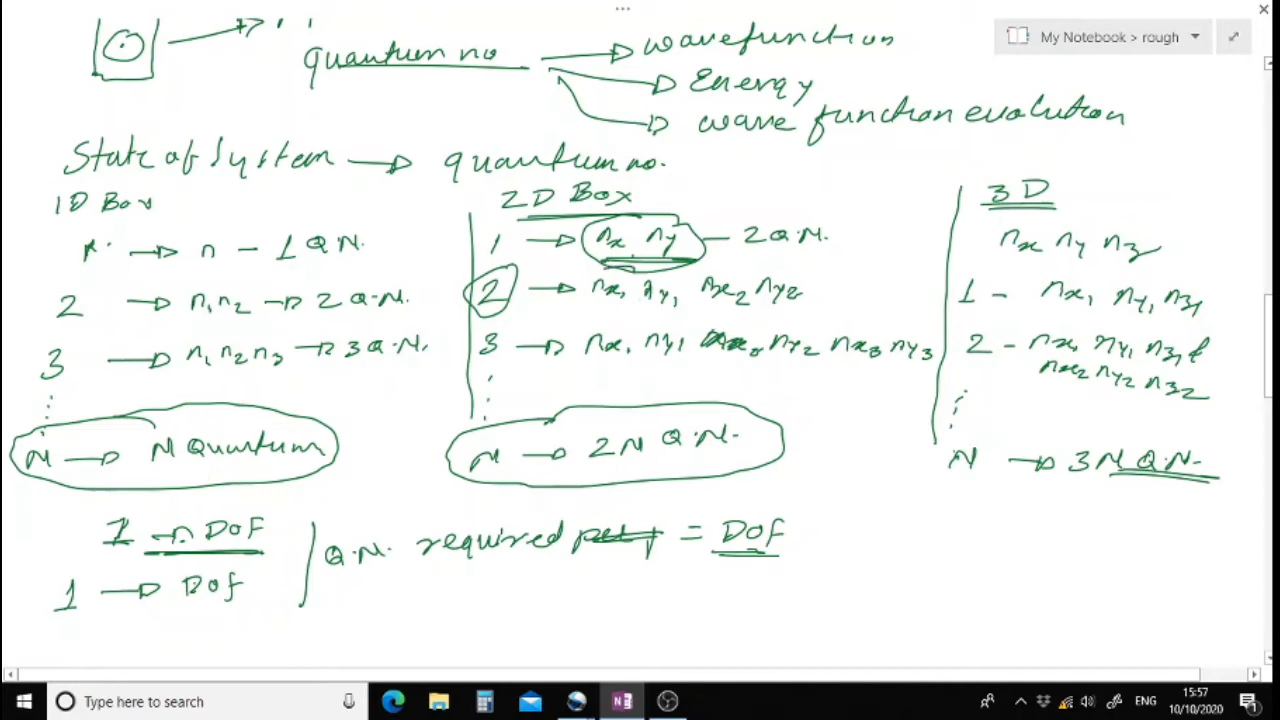 My Notebook > rough
quantum no
wavefunction
Energy
wave function evolution
State of System → quantum no.
1D Box
→ n - 1 Q.N.
2 → n1 n2 → 2 Q.N.
3 → n1 n2 n3 → 3 Q.N.
N → N Quantum
2D Box
1 → nx ny - 2 Q.N.
2 → nx1 ny1 nx2 ny2
3 → nx1 ny1 ny2 nx3 ny3
N → 2N Q.N.
3D
nx ny nz
1 - nx1 ny1 nz1
2 - nx1 ny1 nz1 &
nx2 ny2 nz2
N → 3N Q.N.
→ DOF
1 → DOF
Q.N. required = DOF
Type here to search
ENG
15:57
10/10/2020